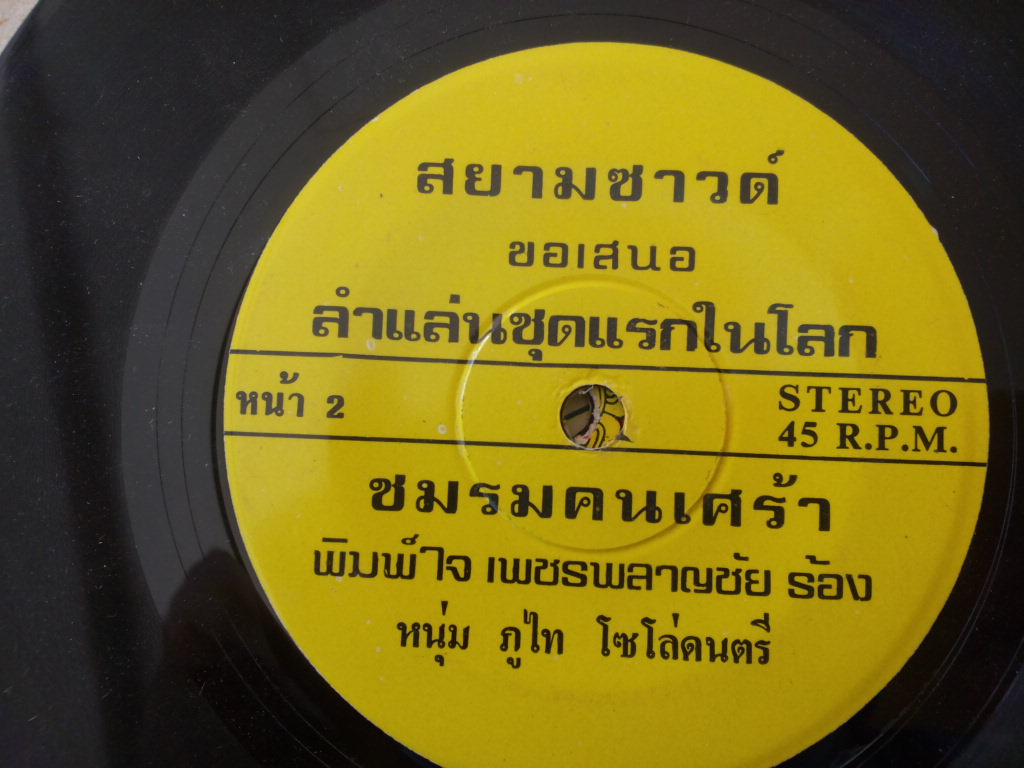 สยามซาวด์
ขอเสนอ
ลำแล่นชุดแรกในโลก
หน้า 2
STEREO
45 R.P.M.
ชมรมคนเศร้า
พิมพ์ใจ เพชรพลาญชัย ร้อง
หนุ่ม ภูไท โซโล่ดนตรี